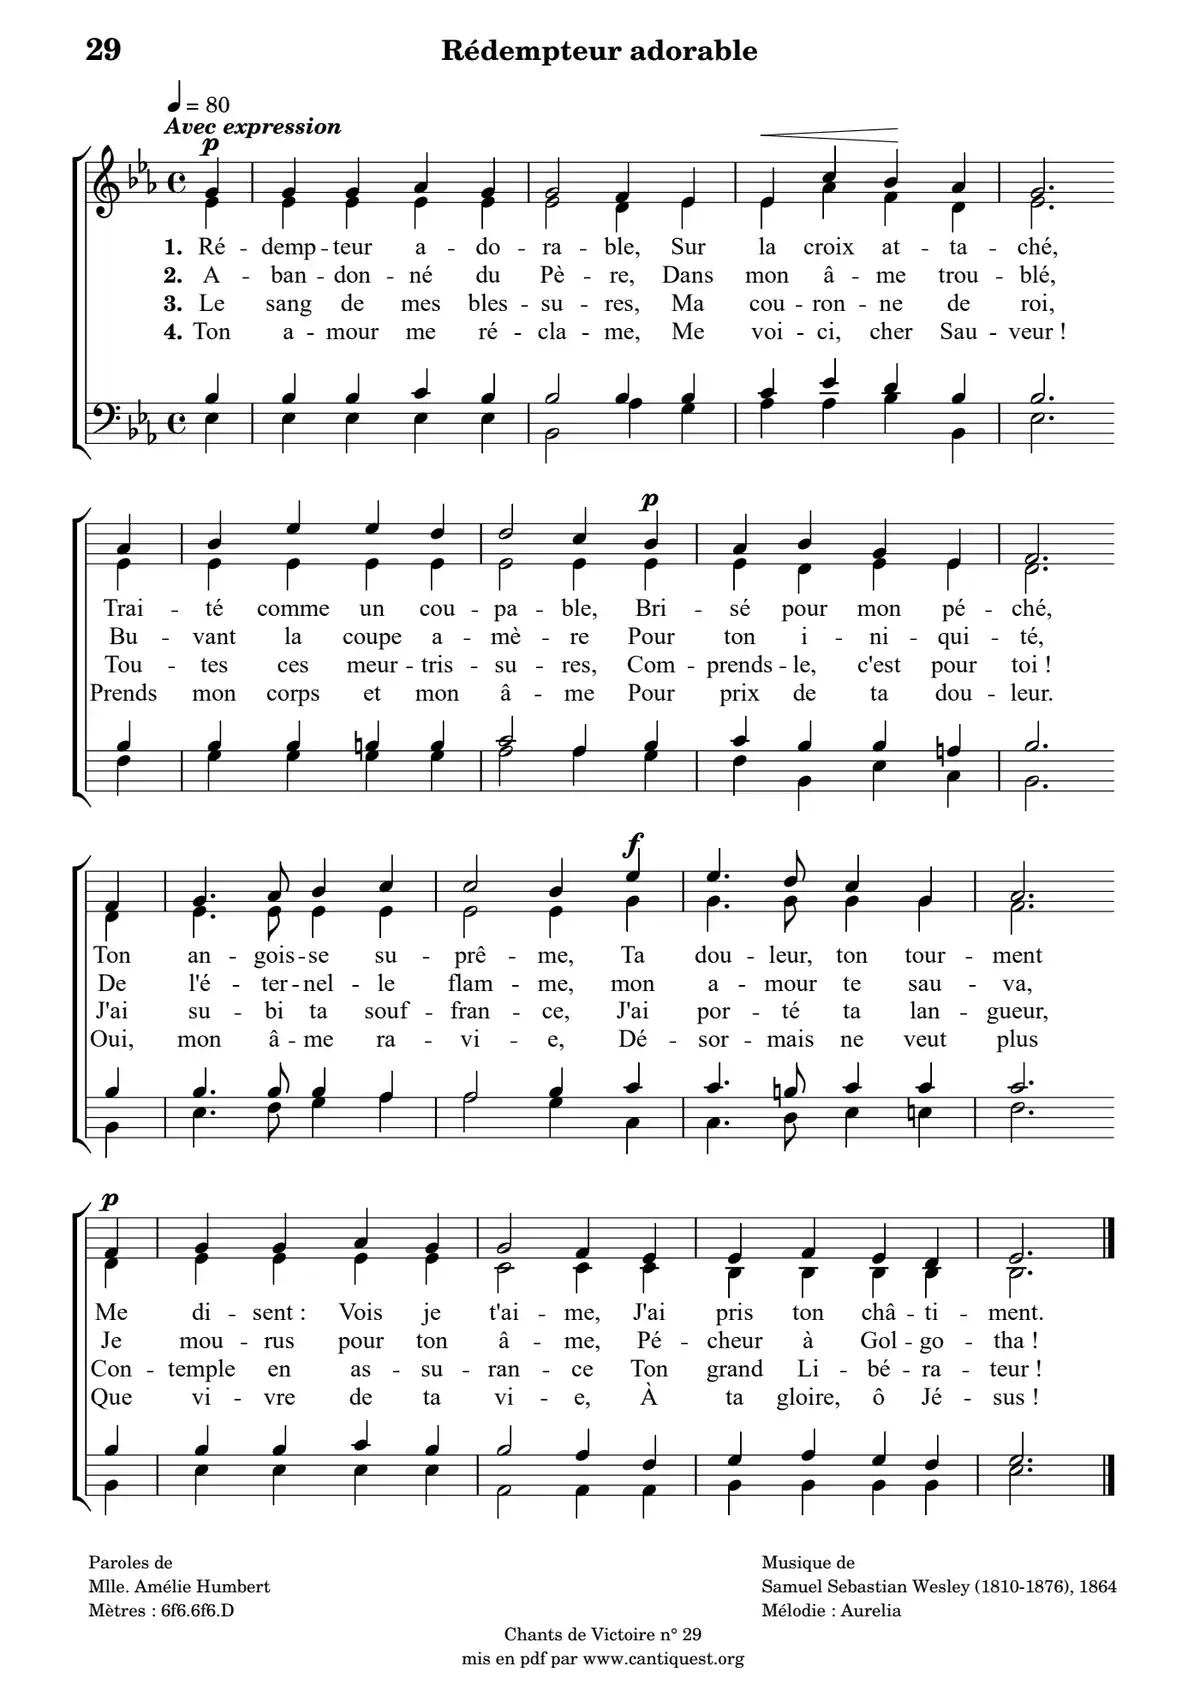 29
Rédempteur adorable
= 80
Avec expression
p
1. Ré - demp - teur a - do - ra - ble, Sur la croix at - ta - ché,
2. A - ban - don - né du Pè - re, Dans mon â - me trou - blé,
3. Le sang de mes bles - su - res, Ma cou - ron - ne de roi,
4. Ton a - mour me ré - cla - me, Me voi - ci, cher Sau - veur !
p
Trai - té comme un cou - pa - ble, Bri - sé pour mon pé - ché,
Bu - vant la coupe a - mè - re Pour ton i - ni - qui - té,
Tou - tes ces meur - tris - su - res, Com - prends - le, c'est pour toi !
Prends mon corps et mon â - me Pour prix de ta dou - leur.
f
Ton an - gois - se su - prê - me, Ta dou - leur, ton tour - ment
De l'é - ter - nel - le flam - me, mon a - mour te sau - va,
J'ai su - bi ta souf - fran - ce, J'ai por - té ta lan - gueur,
Oui, mon â - me ra - vi - e, Dé - sor - mais ne veut plus
p
Me di - sent : Vois je t'ai - me, J'ai pris ton châ - ti - ment.
Je mou - rus pour ton â - me, Pé - cheur à Gol - go - tha !
Con - temple en as - su - ran - ce Ton grand Li - bé - ra - teur !
Que vi - vre de ta vi - e, À ta gloire, ô Jé - sus !
Paroles de
Mlle. Amélie Humbert
Mètres : 6f6.6f6.D
Musique de
Samuel Sebastian Wesley (1810-1876), 1864
Mélodie : Aurelia
Chants de Victoire n° 29
mis en pdf par www.cantiquest.org